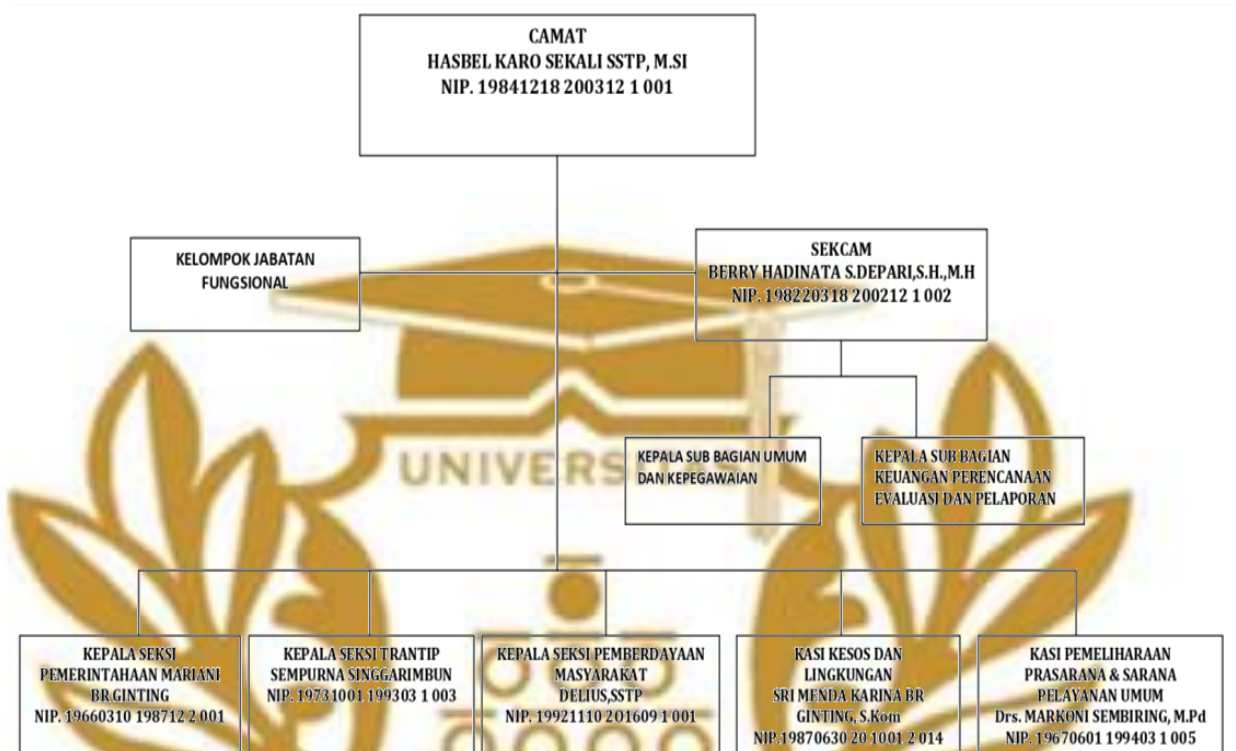 CAMAT
HASBEL KARO SEKALI SSTP, M.SI
NIP. 19841218 200312 1 001
KELOMPOK JABATAN
FUNGSIONAL
SEKCAM
BERRY HADINATA S.DEPARI,S.H.,M.H
NIP. 198220318 200212 1 002
KEPALA SUB BAGIAN UMUM
DAN KEPEGAWAIAN
KEPALA SUB BAGIAN
KEUANGAN PERENCANAAN
EVALUASI DAN PELAPORAN
UNIVERSITAS
KEPALA SEKSI
PEMERINTAHAAN MARIANI
BR.GINTING
NIP. 19660310 198712 2 001
KEPALA SEKSI TRANTIP
SEMPURNA SINGGARIMBUN
NIP. 19731001 199303 1 003
KEPALA SEKSI PEMBERDAYAAN
MASYARAKAT
DELIUS,SSTP
NIP. 19921110 201609 1 001
KASI KESOS DAN
LINGKUNGAN
SRI MENDA KARINA BR
GINTING, S.Kom
NIP.19870630 20 1001 2 014
KASI PEMELIHARAAN
PRASARANA & SARANA
PELAYANAN UMUM
Drs. MARKONI SEMBIRING, M.Pd
NIP. 19670601 199403 1 005